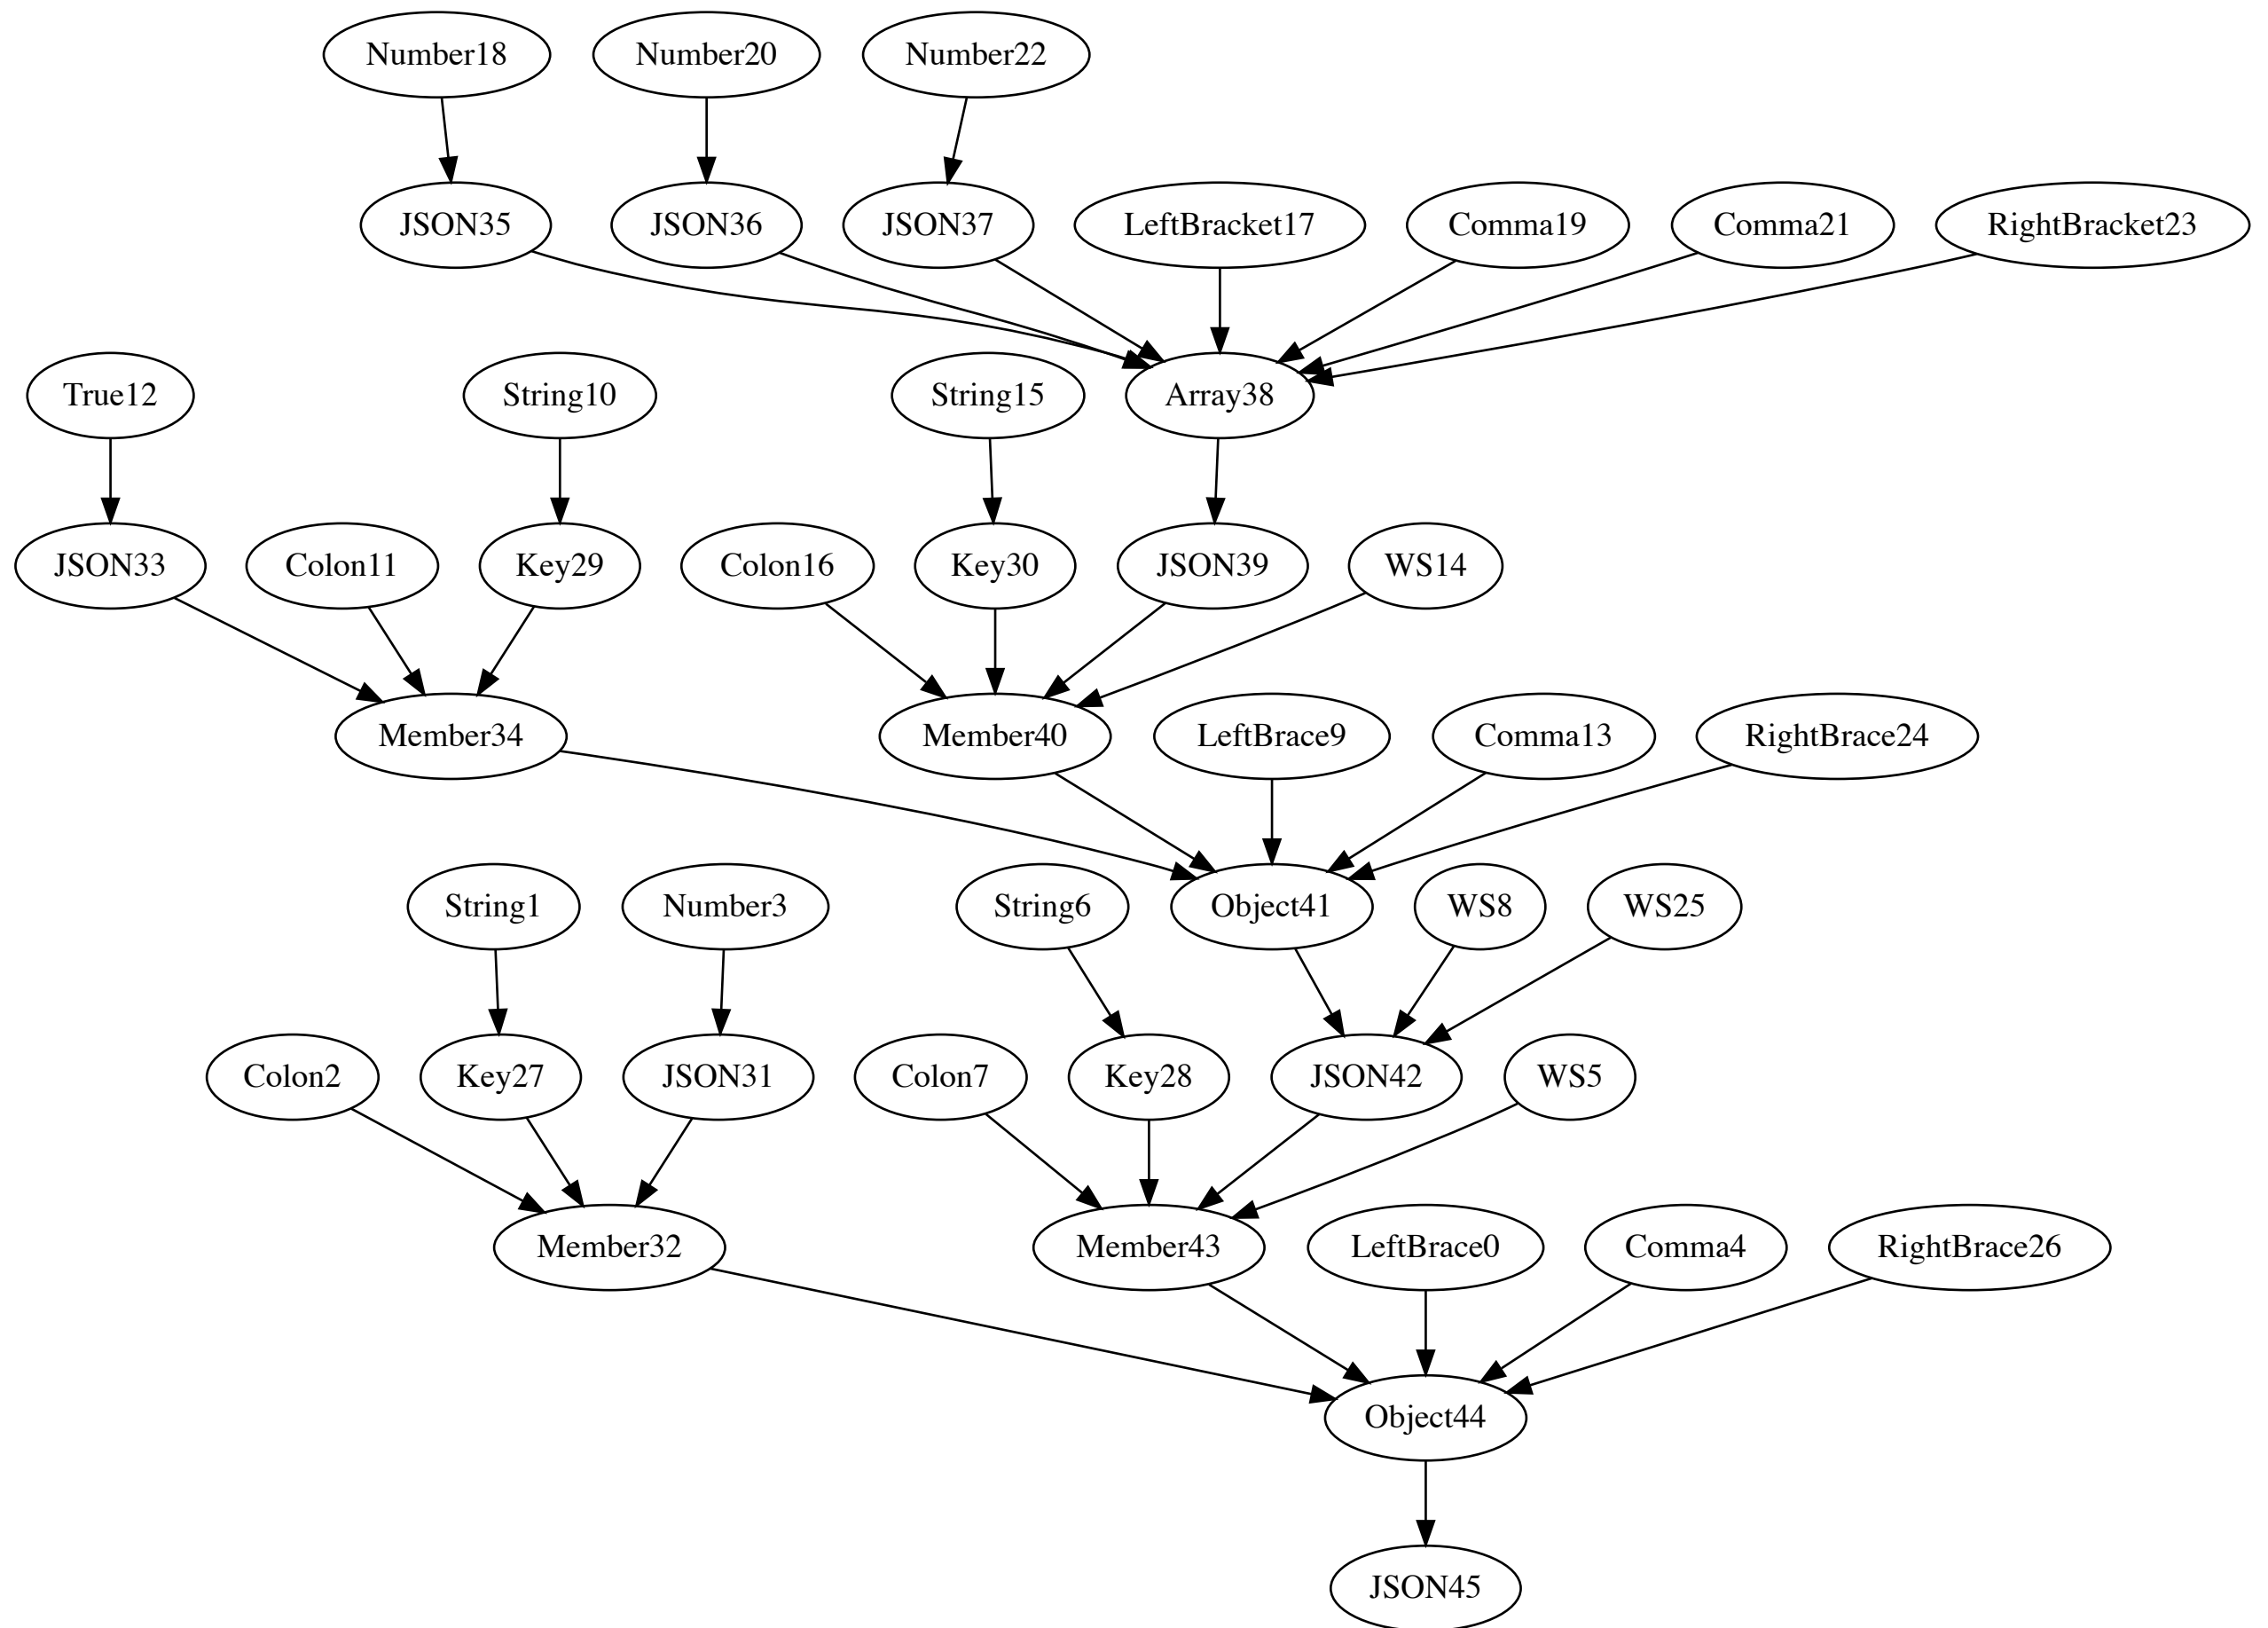 Number18 Number20 Number22
JSON35 JSON36 JSON37 LeftBracket17 Comma19 Comma21 RightBracket23
True12 String10 String15 Array38
JSON33 Colon11 Key29 Colon16 Key30 JSON39 WS14
Member34 Member40 LeftBrace9 Comma13 RightBrace24
String1 Number3 String6 Object41 WS8 WS25
Colon2 Key27 JSON31 Colon7 Key28 JSON42 WS5
Member32 Member43 LeftBrace0 Comma4 RightBrace26
Object44
JSON45